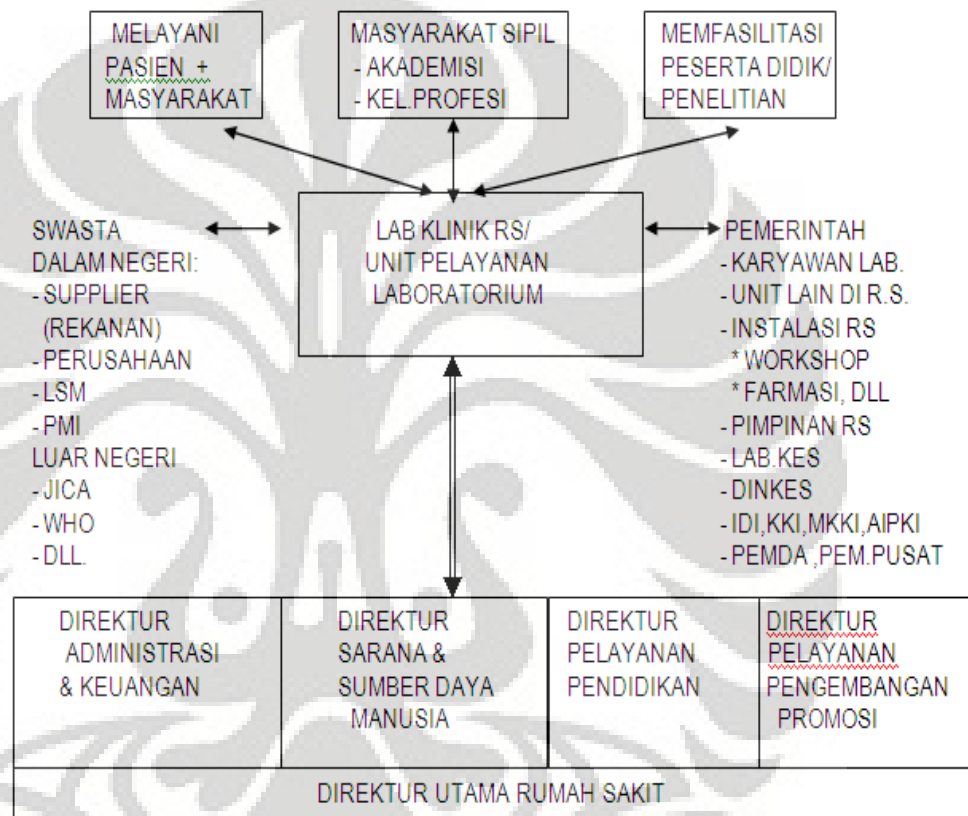 MELAYANI
PASIEN +
MASYARAKAT
MASYARAKAT SIPIL
- AKADEMISI
- KEL.PROFESI
MEMFASILITASI
PESERTA DIDIK/
PENELITIAN
SWASTA
DALAM NEGERI:
- SUPPLIER
(REKANAN)
- PERUSAHAAN
- LSM
- PMI
LUAR NEGERI
- JICA
- WHO
- DLL.
LAB KLINIK RS/
UNIT PELAYANAN
LABORATORIUM
PEMERINTAH
- KARYAWAN LAB.
- UNIT LAIN DI R.S.
- INSTALASI RS
* WORKSHOP
* FARMASI, DLL
- PIMPINAN RS
- LAB.KES
- DINKES
- IDI,KKI,MKKI,AIPKI
- PEMDA ,PEM.PUSAT
DIREKTUR
ADMINISTRASI
& KEUANGAN
DIREKTUR
SARANA &
SUMBER DAYA
MANUSIA
DIREKTUR
PELAYANAN
PENDIDIKAN
DIREKTUR
PELAYANAN
PENGEMBANGAN
PROMOSI
DIREKTUR UTAMA RUMAH SAKIT